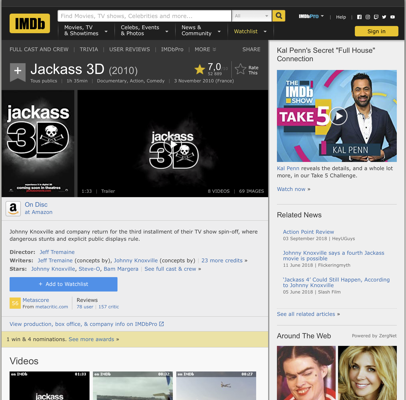 IMDb
Find Movies, TV shows, Celebrities and more...
All
IMDbPro
Help
Movies, TV & Showtimes
Celebs, Events & Photos
News & Community
Watchlist
Sign in
FULL CAST AND CREW | TRIVIA | USER REVIEWS | IMDbPro | MORE
SHARE
Jackass 3D (2010)
7,0
Rate This
Tous publics | 1h 35min | Documentary, Action, Comedy | 3 November 2010 (France)
jackass
3D
jackass
3D
1:33 | Trailer
8 VIDEOS | 69 IMAGES
On Disc
at Amazon
Johnny Knoxville and company return for the third installment of their TV show spin-off, where dangerous stunts and explicit public displays rule.
Director: Jeff Tremaine
Writers: Jeff Tremaine (concepts by), Johnny Knoxville (concepts by) | 23 more credits »
Stars: Johnny Knoxville, Steve-O, Bam Margera | See full cast & crew »
+ Add to Watchlist
Metascore
From metacritic.com
Reviews
78 user | 157 critic
View production, box office, & company info on IMDbPro
1 win & 4 nominations. See more awards »
Videos
Kal Penn's Secret "Full House" Connection
THE IMDb SHOW
TAKE 5
KAL PENN
Kal Penn reveals the details, and a whole lot more, in our Take 5 Challenge.
Watch now »
Related News
Action Point Review
03 September 2018 | HeyUGuys
Johnny Knoxville says a fourth Jackass movie is possible
11 June 2018 | Flickeringmyth
'Jackass 4' Could Still Happen, According to Johnny Knoxville
05 June 2018 | Slash Film
See all related articles »
Around The Web
Powered by ZergNet